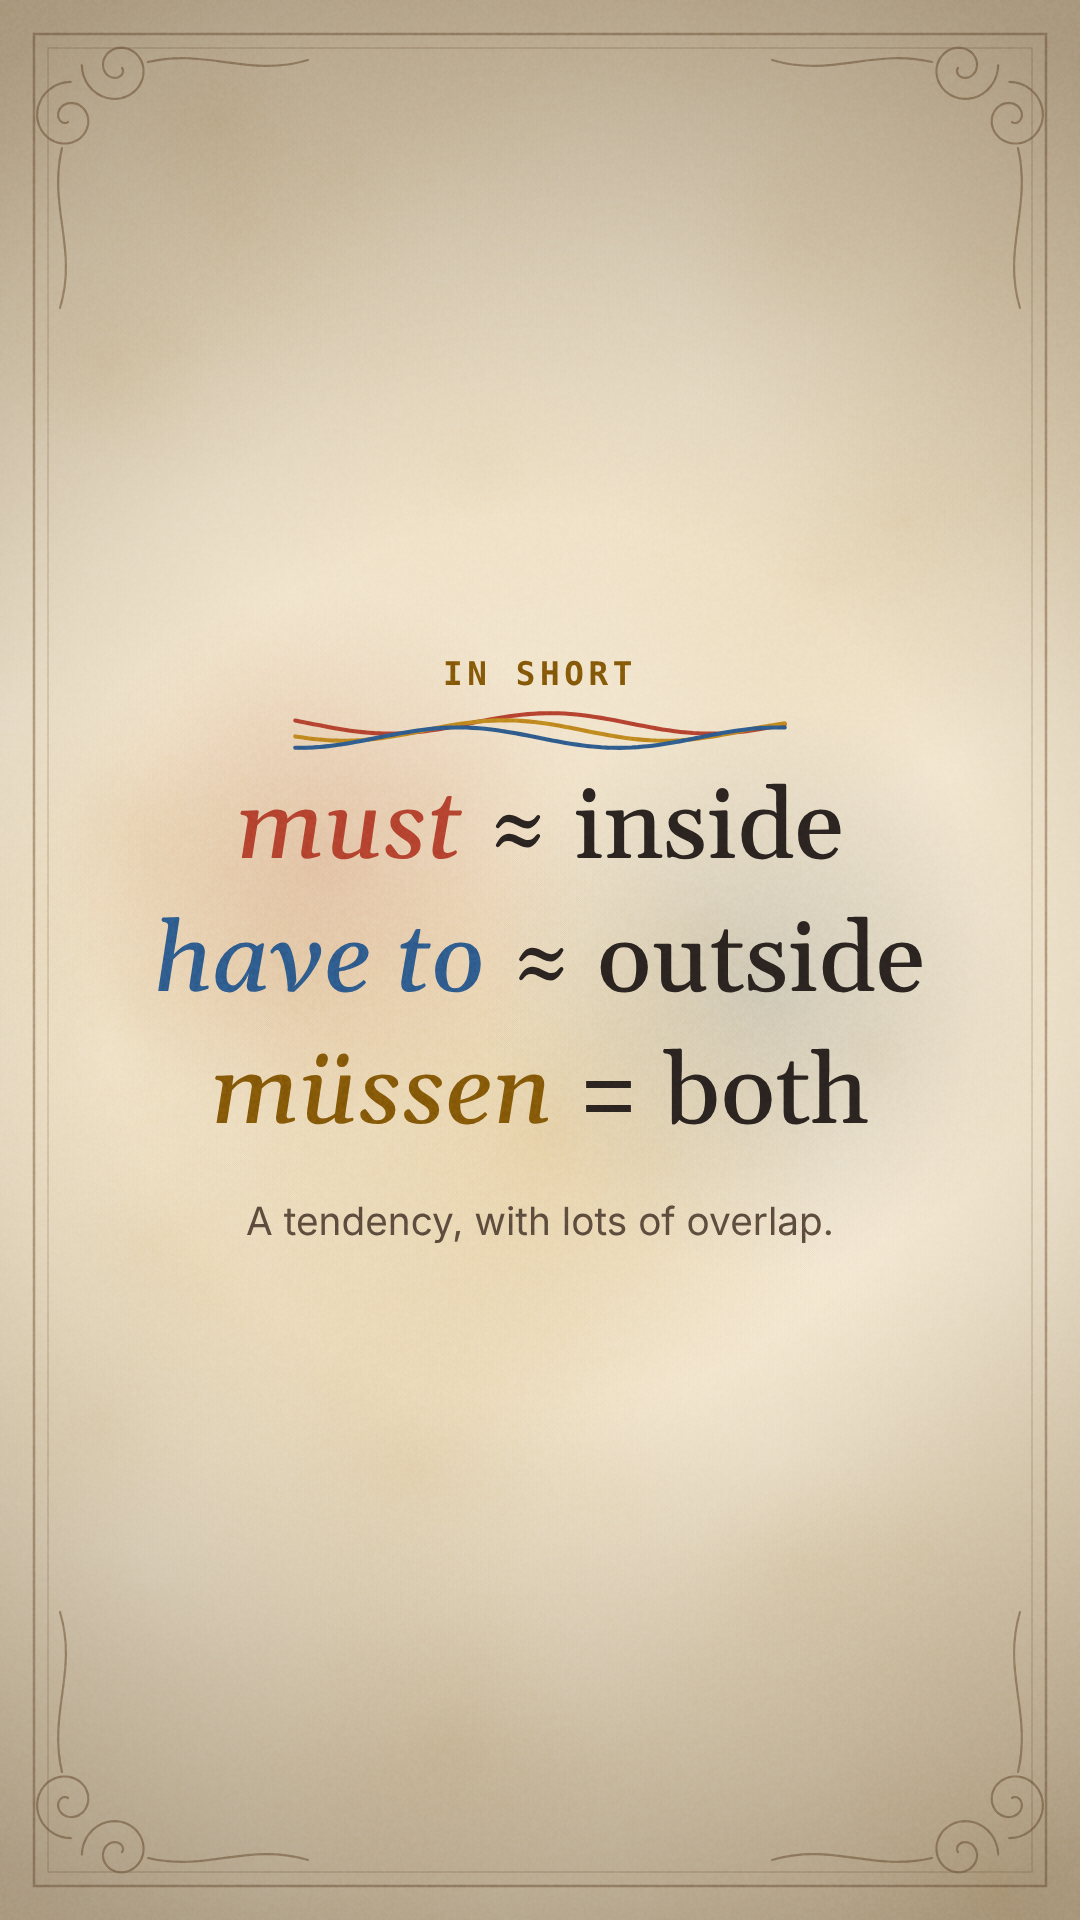 IN SHORT
must ≈ inside
have to ≈ outside
müssen = both
A tendency, with lots of overlap.